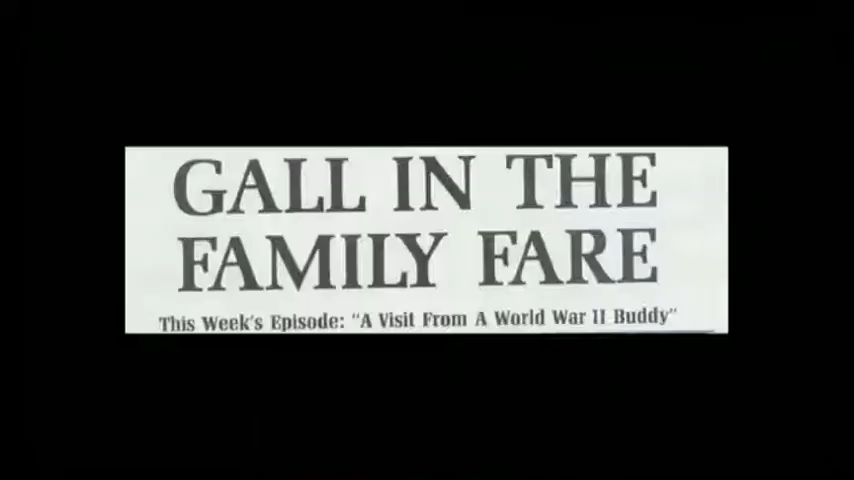 GALL IN THE
FAMILY FARE
This Week's Episode: "A Visit From A World War II Buddy"